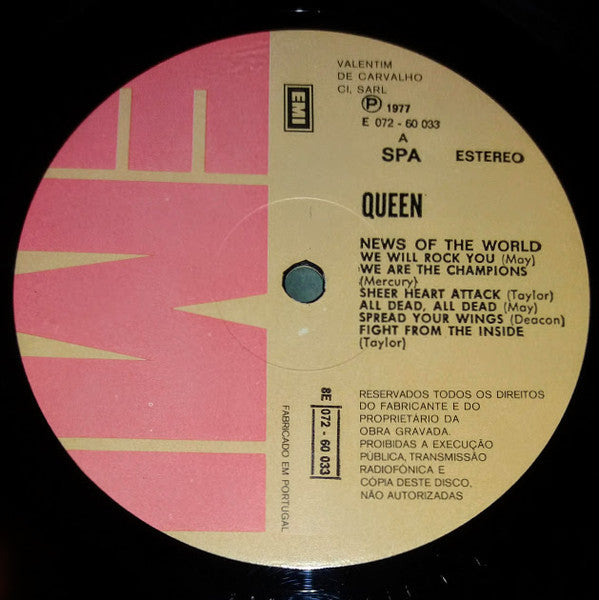 VALENTIM
DE CARVALHO
CI, SARL
Ⓟ 1977
E 072 - 60 033
A
SPA ESTEREO
EMI
QUEEN
NEWS OF THE WORLD
WE WILL ROCK YOU (May)
WE ARE THE CHAMPIONS
(Mercury)
SHEER HEART ATTACK (Taylor)
ALL DEAD, ALL DEAD (May)
SPREAD YOUR WINGS (Deacon)
FIGHT FROM THE INSIDE
(Taylor)
8E 072 - 60 033
FABRICADO EM PORTUGAL
RESERVADOS TODOS OS DIREITOS
DO FABRICANTE E DO
PROPRIETÁRIO DA
OBRA GRAVADA.
PROIBIDAS A EXECUÇÃO
PÚBLICA, TRANSMISSÃO
RADIOFÓNICA E
CÓPIA DESTE DISCO,
NÃO AUTORIZADAS
EMI